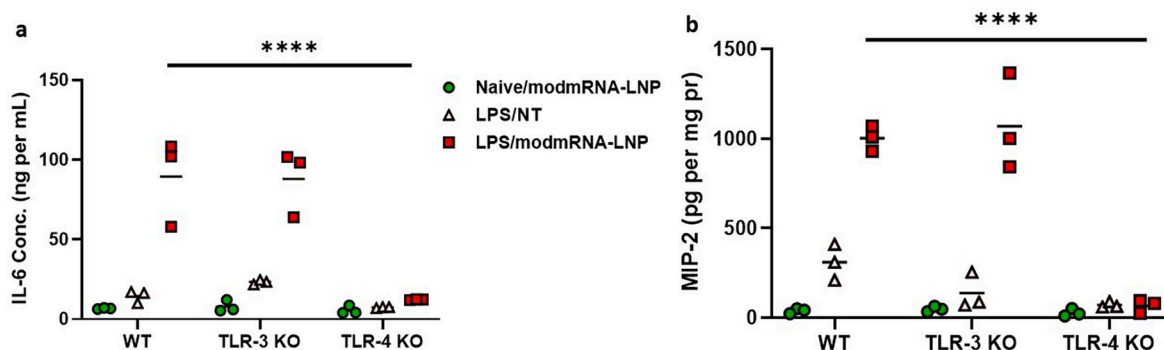 a
****
IL-6 Conc. (ng per mL)
150
100
50
0
WT
TLR-3 KO
TLR-4 KO
Naive/modmRNA-LNP
LPS/NT
LPS/modmRNA-LNP
b
****
MIP-2 (pg per mg pr)
1500
1000
500
0
WT
TLR-3 KO
TLR-4 KO